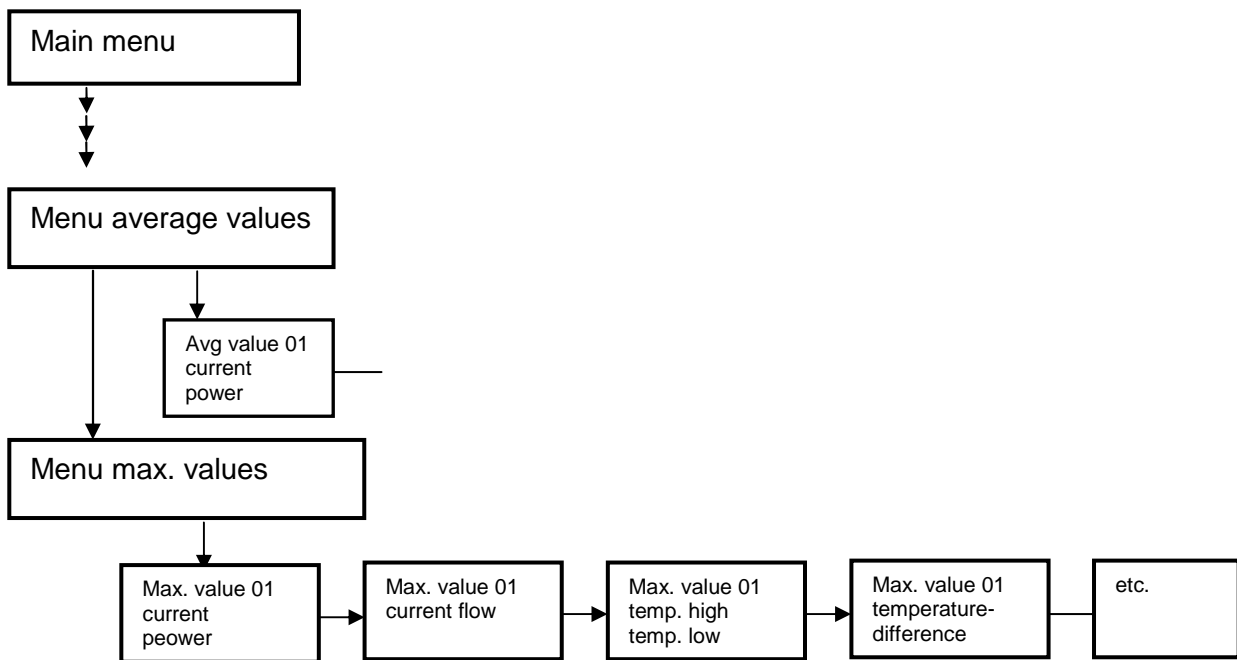 Main menu
Menu average values
Avg value 01
current
power
Menu max. values
Max. value 01
current
peower
Max. value 01
current flow
Max. value 01
temp. high
temp. low
Max. value 01
temperature-
difference
etc.